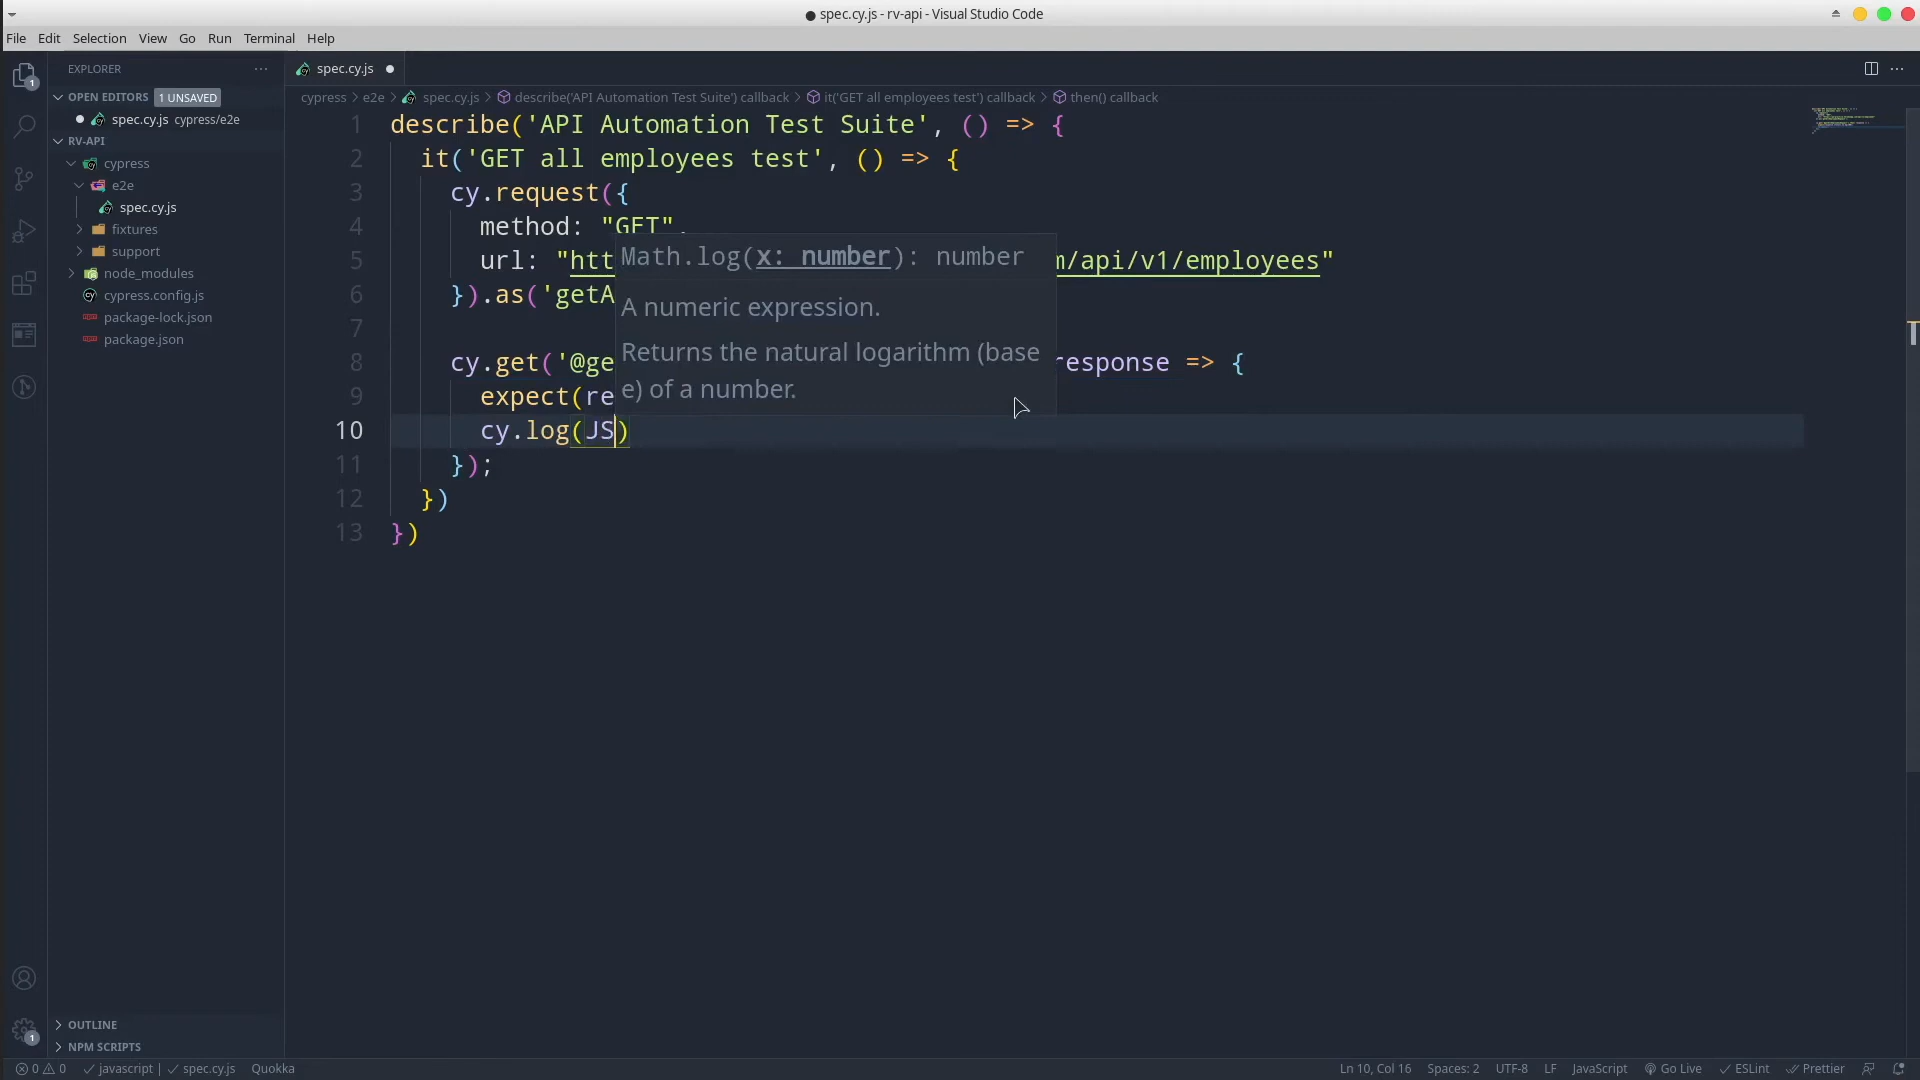 spec.cy.js - rv-api - Visual Studio Code
File Edit Selection View Go Run Terminal Help
EXPLORER
spec.cy.js
OPEN EDITORS 1 UNSAVED
cypress > e2e > spec.cy.js > describe('API Automation Test Suite') callback > it('GET all employees test') callback > then() callback
spec.cy.js cypress/e2e
RV-API
cypress
e2e
spec.cy.js
fixtures
support
node_modules
cypress.config.js
package-lock.json
package.json
1 describe('API Automation Test Suite', () => {
2 it('GET all employees test', () => {
3 cy.request({
4 method: "GET",
5 url: "htt m/api/v1/employees"
6 }).as('getA
7
8 cy.get('@ge response => {
9 expect(re
10 cy.log(JS)
11 });
12 })
13 })
Math.log(x: number): number
A numeric expression.
Returns the natural logarithm (base
e) of a number.
1
1
OUTLINE
NPM SCRIPTS
0 0 javascript | spec.cy.js Quokka
Ln 10, Col 16 Spaces: 2 UTF-8 LF JavaScript Go Live ESLint Prettier